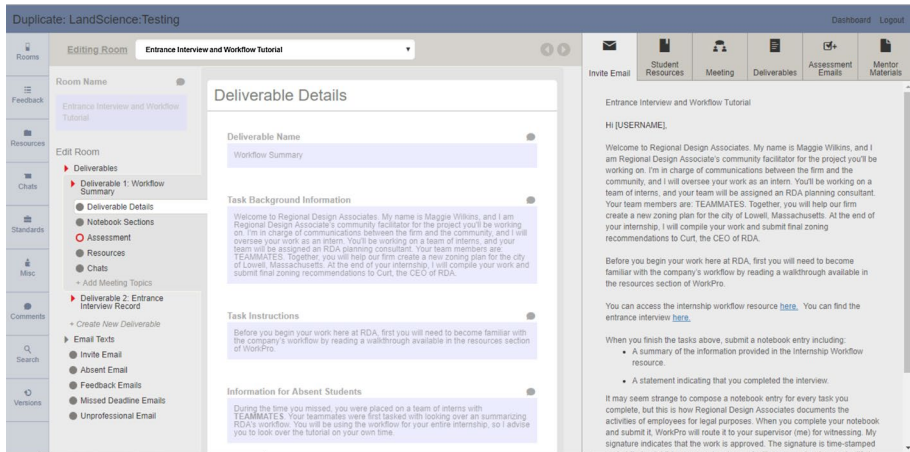 Duplicate: LandScience:Testing
Dashboard Logout
Rooms
Feedback
Resources
Chats
Standards
Misc
Comments
Search
Versions
Editing Room
Entrance Interview and Workflow Tutorial
Room Name
Entrance Interview and Workflow
Tutorial
Edit Room
Deliverables
Deliverable 1: Workflow
Summary
Deliverable Details
Notebook Sections
Assessment
Resources
Chats
+ Add Meeting Topics
Deliverable 2: Entrance
Interview Record
+ Create New Deliverable
Email Texts
Invite Email
Absent Email
Feedback Emails
Missed Deadline Emails
Unprofessional Email
Deliverable Details
Deliverable Name
Workflow Summary
Task Background Information
Welcome to Regional Design Associates. My name is Maggie Wilkins, and I am
Regional Design Associate's community facilitator for the project you'll be working
on. I'm in charge of communications between the firm and the community, and I will
oversee your work as an intern. You'll be working on a team of interns, and your
team will be assigned an RDA planning consultant. Your team members are:
TEAMMATES. Together, you will help our firm create a new zoning plan for the city
of Lowell, Massachusetts. At the end of your internship, I will compile your work and
submit final zoning recommendations to Curt, the CEO of RDA.
Task Instructions
Before you begin your work here at RDA, first you will need to become familiar with
the company's workflow by reading a walkthrough available in the resources section
of WorkPro.
Information for Absent Students
During the time you missed, you were placed on a team of interns with
TEAMMATES. Your teammates were first tasked with looking over an summarizing
RDA's workflow. You will be using the workflow for your entire internship, so I advise
you to look over the tutorial on your own time.
Invite Email
Student
Resources
Meeting
Deliverables
Assessment
Emails
Mentor
Materials
Entrance Interview and Workflow Tutorial
Hi [USERNAME],
Welcome to Regional Design Associates. My name is Maggie Wilkins, and I
am Regional Design Associate's community facilitator for the project you'll be
working on. I'm in charge of communications between the firm and the
community, and I will oversee your work as an intern. You'll be working on a
team of interns, and your team will be assigned an RDA planning consultant.
Your team members are: TEAMMATES. Together, you will help our firm
create a new zoning plan for the city of Lowell, Massachusetts. At the end of
your internship, I will compile your work and submit final zoning
recommendations to Curt, the CEO of RDA.
Before you begin your work here at RDA, first you will need to become
familiar with the company's workflow by reading a walkthrough available in
the resources section of WorkPro.
You can access the internship workflow resource here. You can find the
entrance interview here.
When you finish the tasks above, submit a notebook entry including:
• A summary of the information provided in the Internship Workflow
resource.
• A statement indicating that you completed the interview.
It may seem strange to compose a notebook entry for every task you
complete, but this is how Regional Design Associates documents the
activities of employees for legal purposes. When you complete your notebook
and submit it, WorkPro will route it to your supervisor (me) for witnessing. My
signature indicates that the work is approved. The signature is time-stamped